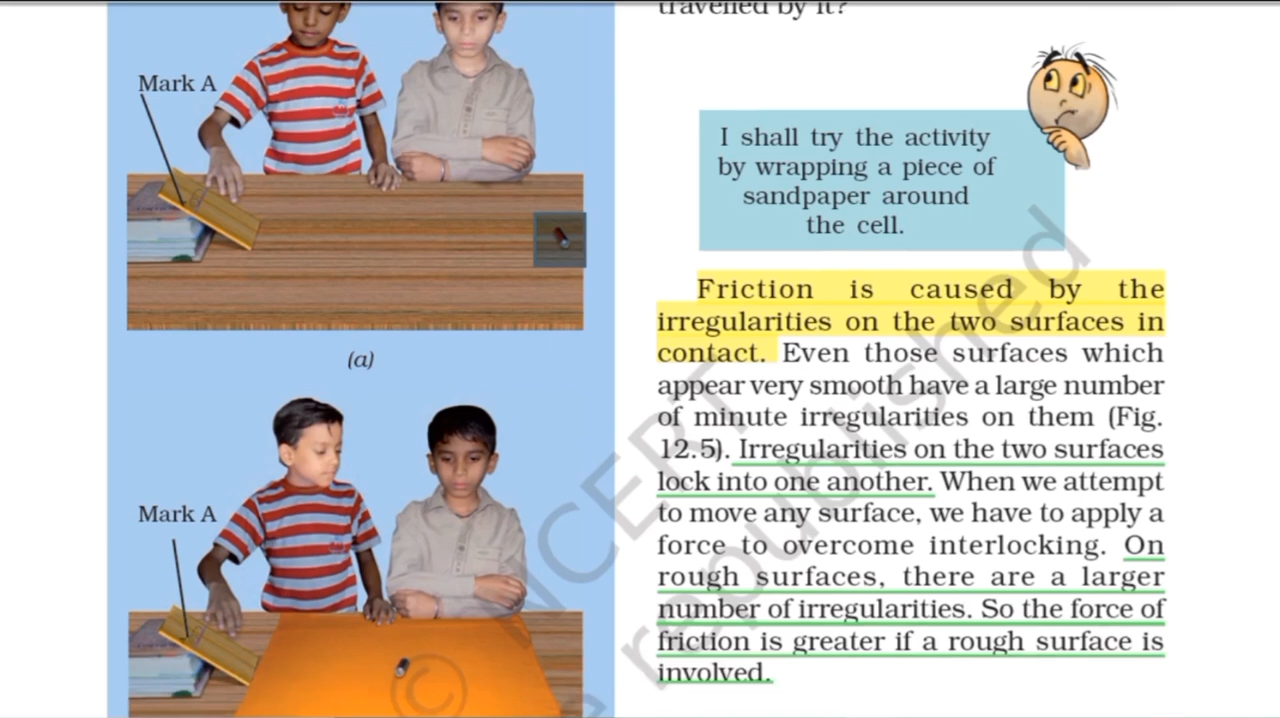 travelled by it?
Mark A
(a)
Mark A
I shall try the activity
by wrapping a piece of
sandpaper around
the cell.
Friction is caused by the
irregularities on the two surfaces in
contact. Even those surfaces which
appear very smooth have a large number
of minute irregularities on them (Fig.
12.5). Irregularities on the two surfaces
lock into one another. When we attempt
to move any surface, we have to apply a
force to overcome interlocking. On
rough surfaces, there are a larger
number of irregularities. So the force of
friction is greater if a rough surface is
involved.
© NCERT
republished